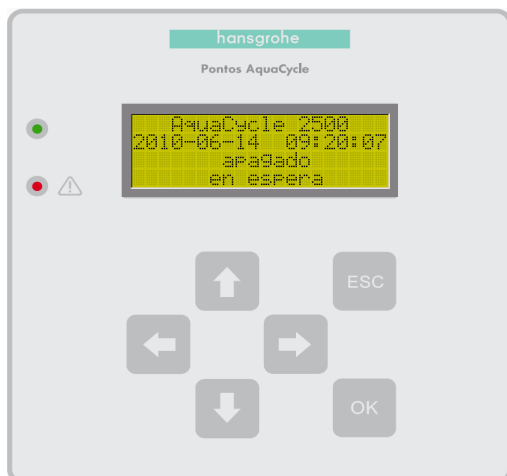 hansgrohe
Pontos AquaCycle
AquaCycle 2500
2010-06-14 09:20:07
apagado
en espera
ESC
OK